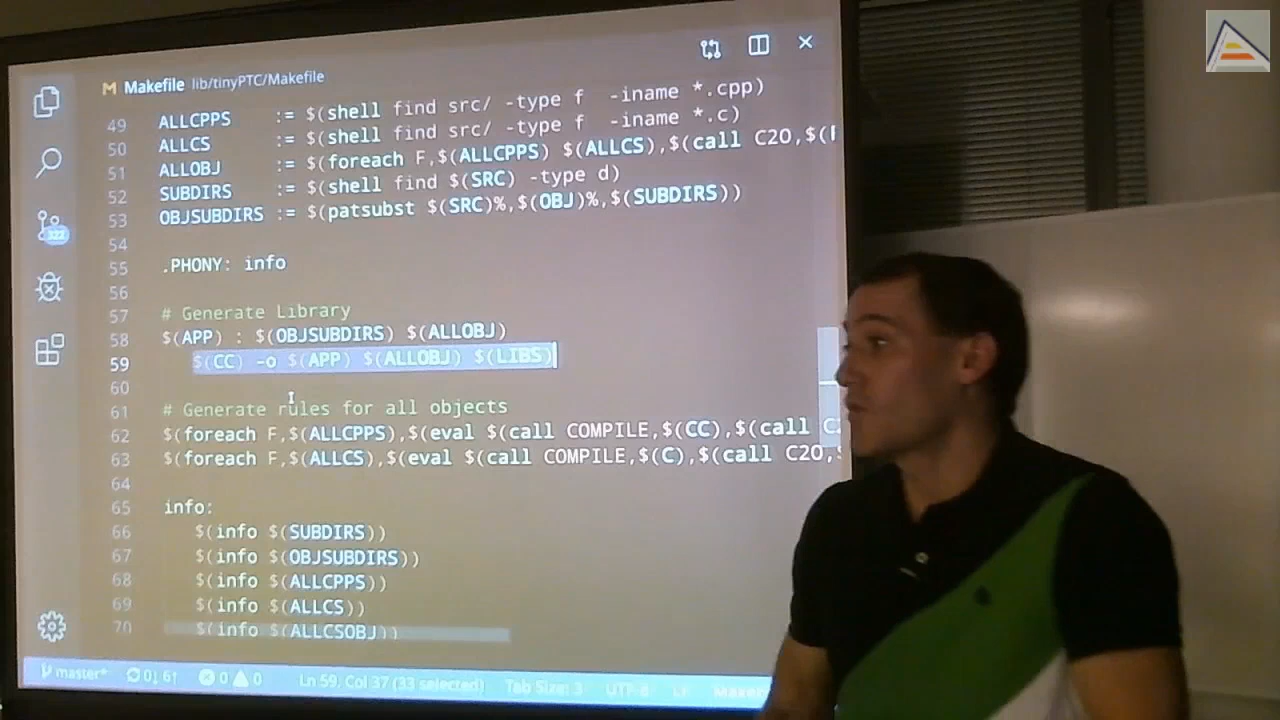 Makefile lib/tinyPTC/Makefile
49 ALLCPPS := $(shell find src/ -type f -iname *.cpp)
50 ALLCS := $(shell find src/ -type f -iname *.c)
51 ALLOBJ := $(foreach F,$(ALLCPPS) $(ALLCS),$(call C2O,$(
52 SUBDIRS := $(shell find $(SRC) -type d)
53 OBJSUBDIRS := $(patsubst $(SRC)%,$(OBJ)%,$(SUBDIRS))
54
55 .PHONY: info
56
57 # Generate Library
58 $(APP) : $(OBJSUBDIRS) $(ALLOBJ)
59 $(CC) -o $(APP) $(ALLOBJ) $(LIBS)
60
61 # Generate rules for all objects
62 $(foreach F,$(ALLCPPS),$(eval $(call COMPILE,$(CC),$(call C
63 $(foreach F,$(ALLCS),$(eval $(call COMPILE,$(C),$(call C2O,
64
65 info:
66 $(info $(SUBDIRS))
67 $(info $(OBJSUBDIRS))
68 $(info $(ALLCPPS))
69 $(info $(ALLCS))
70 $(info $(ALLCSOBJ))
322
master* 0↓ 6↑ 0 0 Ln 59, Col 37 (33 selected) Tab Size: 3 UTF-8 LF